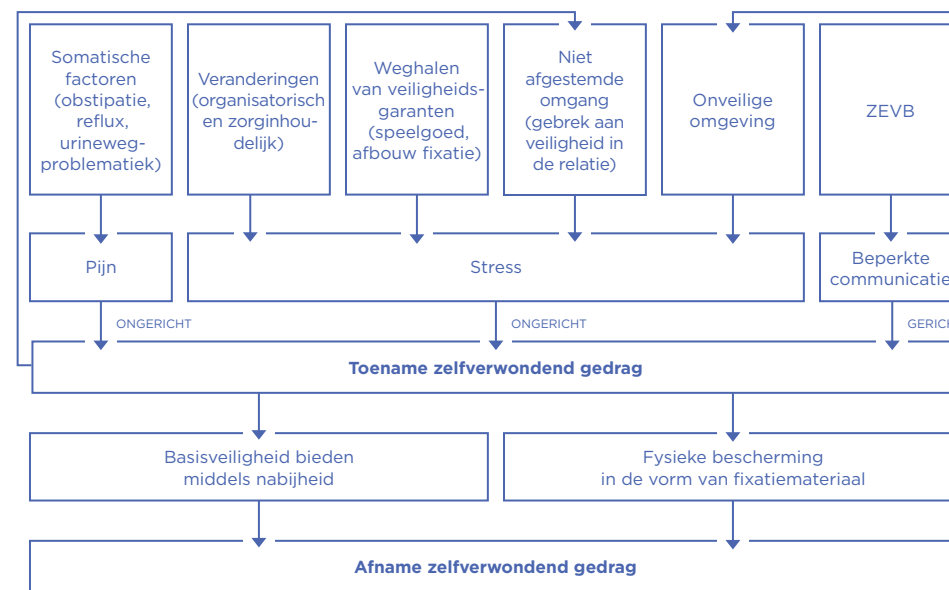 Somatische
factoren
(obstipatie,
reflux,
urineweg-
problematiek)
Veranderingen
(organisatorisch
en zorginhou-
delijk)
Weghalen
van veiligheids-
garanten
(speelgoed,
afbouw fixatie)
Niet
afgestemde
omgang
(gebrek aan
veiligheid in
de relatie)
Onveilige
omgeving
ZEVB
Pijn
Stress
Beperkte
communicatie
ONGERICHT
ONGERICHT
GERICH
Toename zelfverwondend gedrag
Basisveiligheid bieden
middels nabijheid
Fysieke bescherming
in de vorm van fixatiemateriaal
Afname zelfverwondend gedrag